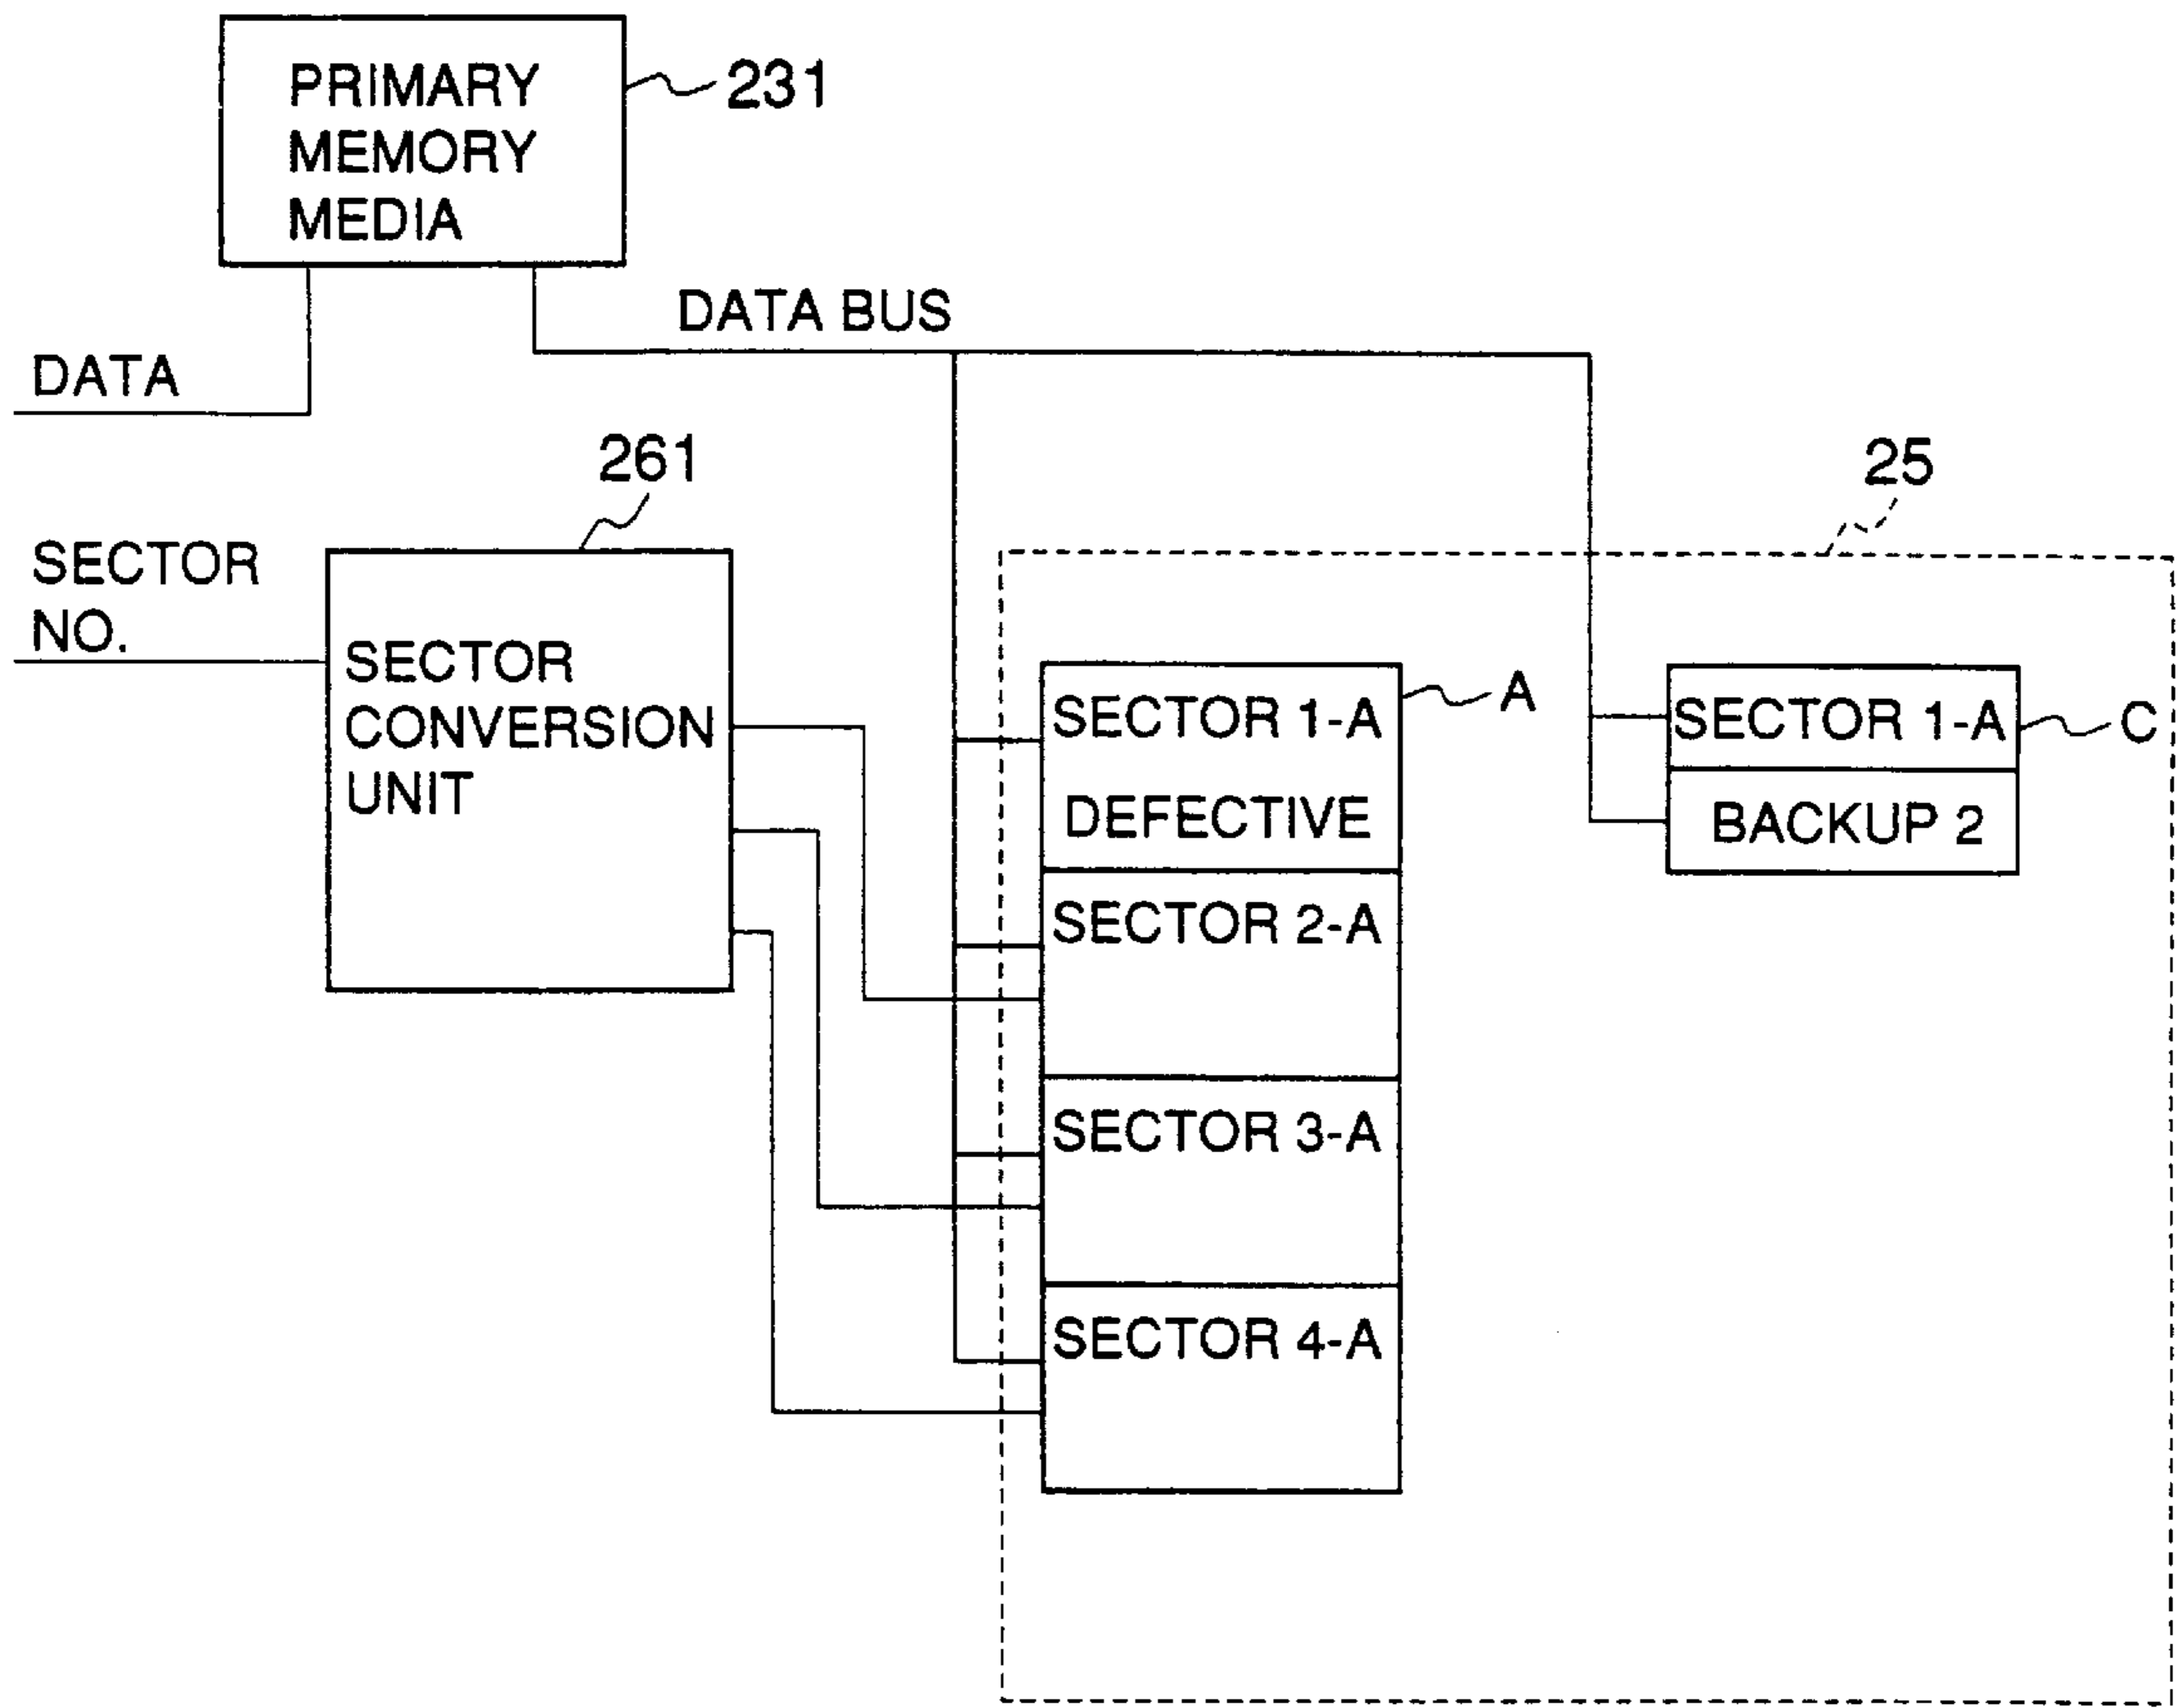 PRIMARY
MEMORY
MEDIA
231
DATA BUS
DATA
261
25
SECTOR
NO.
SECTOR
CONVERSION
UNIT
SECTOR 1-A
DEFECTIVE
A
SECTOR 1-A
C
BACKUP 2
SECTOR 2-A
SECTOR 3-A
SECTOR 4-A